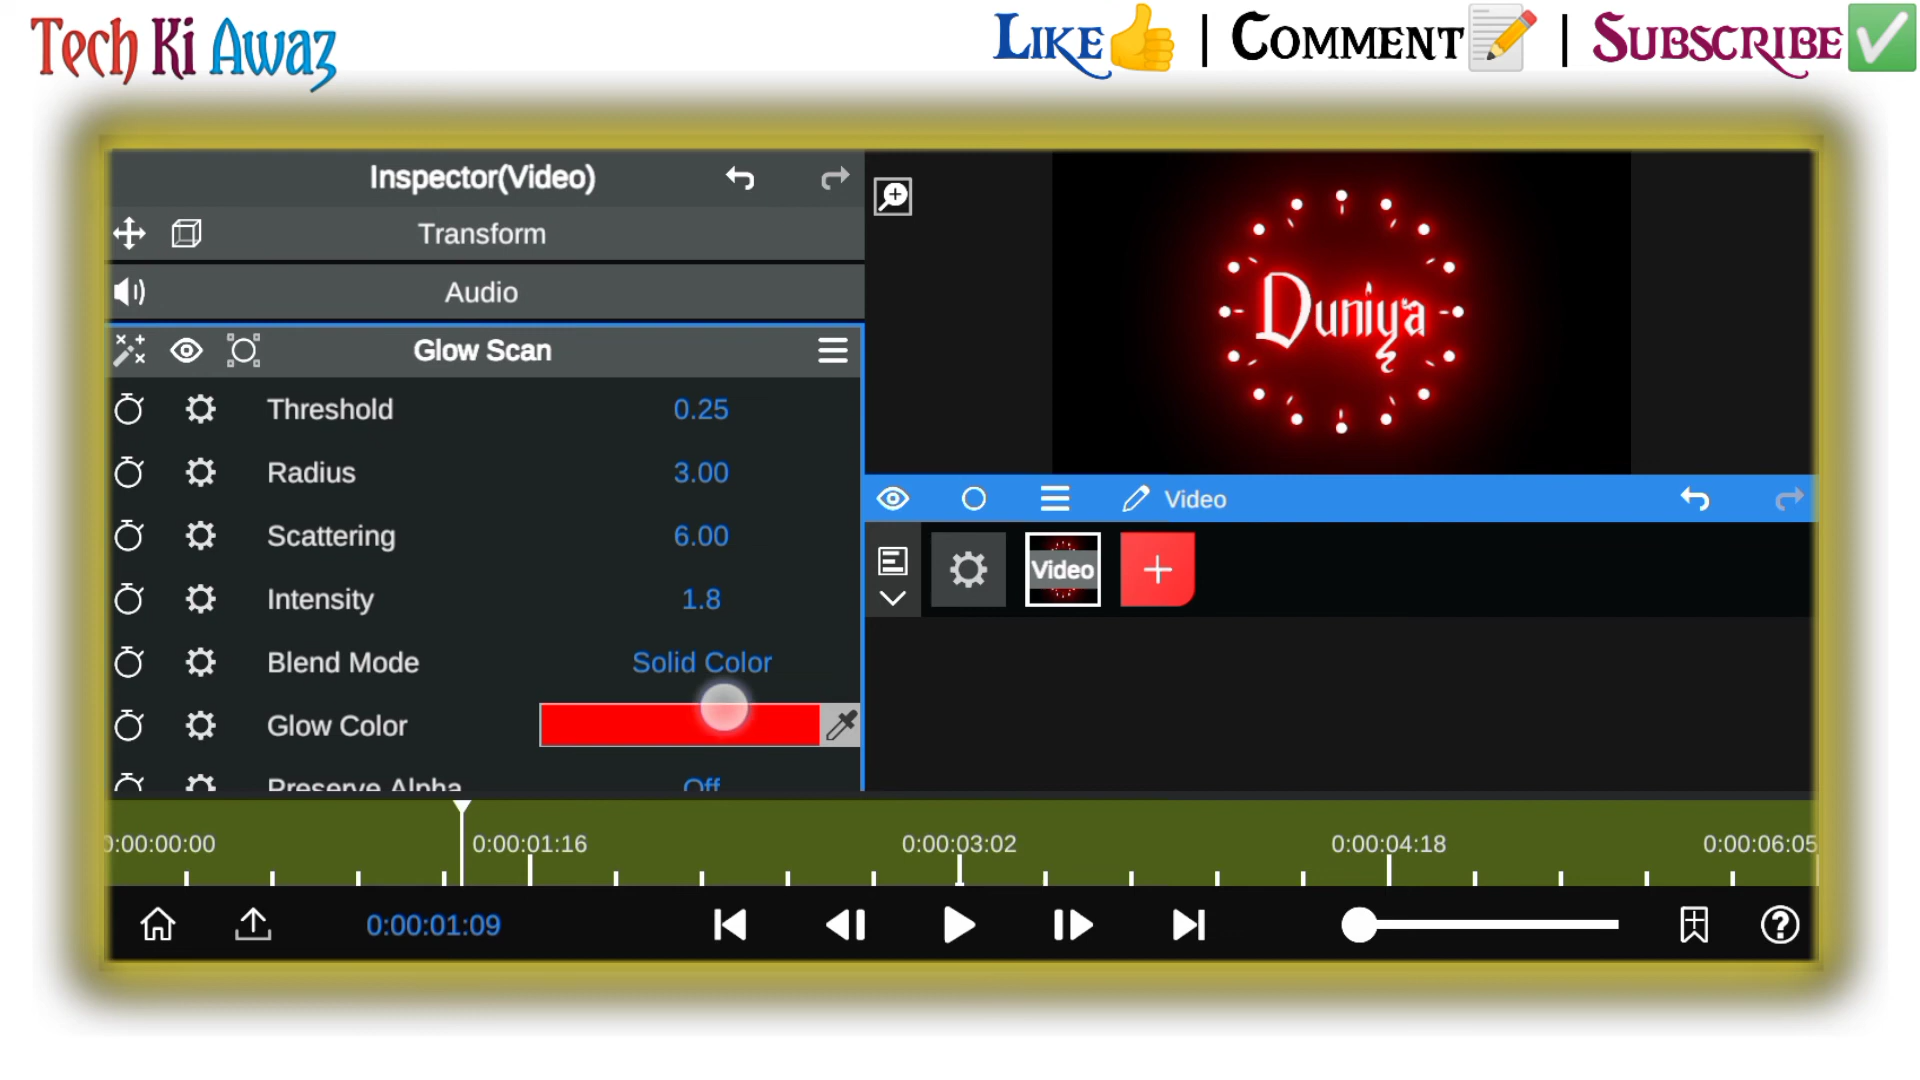 Tech Ki Awaz
Like | Comment | Subscribe
Inspector(Video)
Transform
Audio
Glow Scan
Threshold 0.25
Radius 3.00
Scattering 6.00
Intensity 1.8
Blend Mode Solid Color
Glow Color
Preserve Alpha Off
Duniya
Video
Video
0:00:00:00 0:00:01:16 0:00:03:02 0:00:04:18 0:00:06:05
0:00:01:09